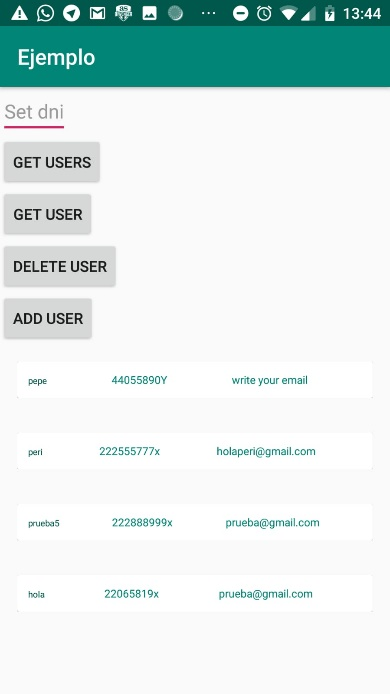 13:44
Ejemplo
Set dni
GET USERS
GET USER
DELETE USER
ADD USER
pepe 44055890Y write your email
peri 222555777x holaperi@gmail.com
prueba5 222888999x prueba@gmail.com
hola 22065819x prueba@gmail.com